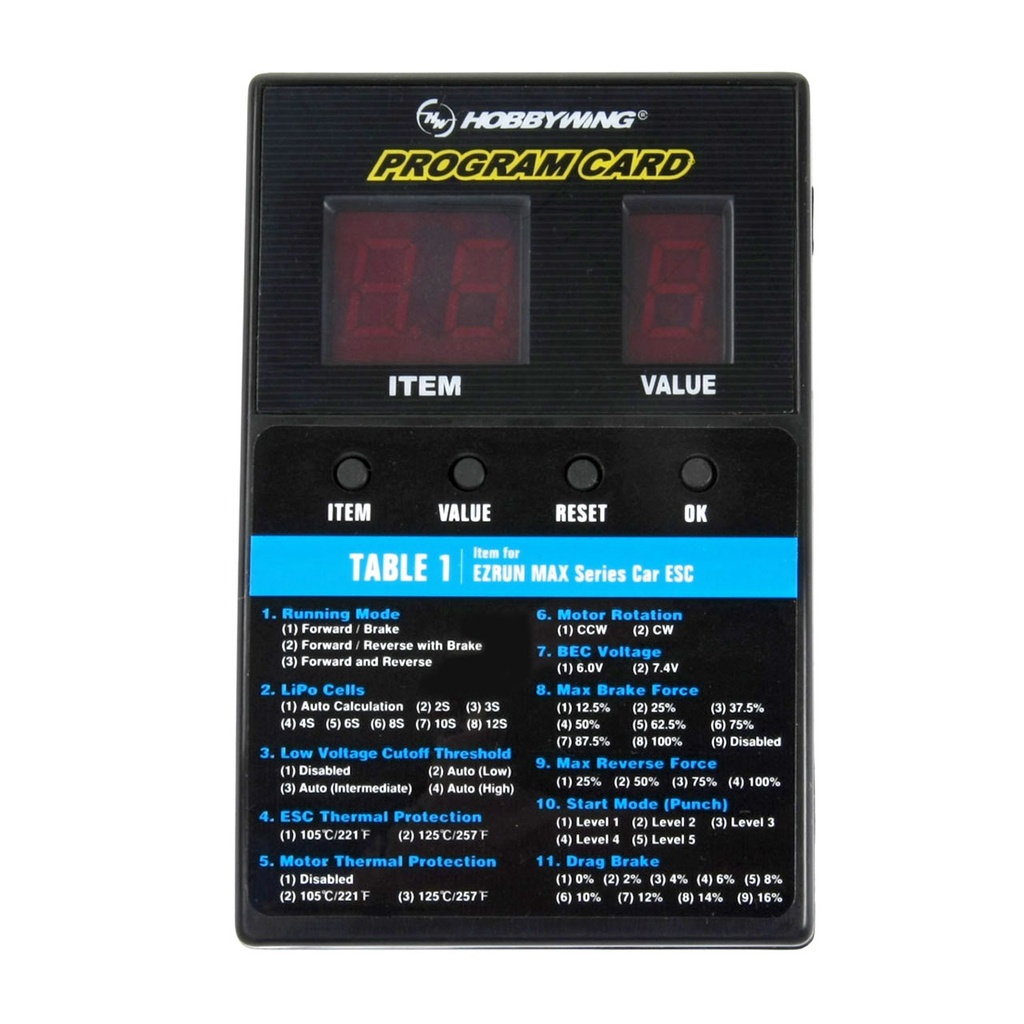 HW HOBBYWING®
PROGRAM CARD
ITEM VALUE
ITEM VALUE RESET OK
TABLE 1 Item for
EZRUN MAX Series Car ESC
1. Running Mode
(1) Forward / Brake
(2) Forward / Reverse with Brake
(3) Forward and Reverse
2. LiPo Cells
(1) Auto Calculation (2) 2S (3) 3S
(4) 4S (5) 6S (6) 8S (7) 10S (8) 12S
3. Low Voltage Cutoff Threshold
(1) Disabled (2) Auto (Low)
(3) Auto (Intermediate) (4) Auto (High)
4. ESC Thermal Protection
(1) 105℃/221℉ (2) 125℃/257℉
5. Motor Thermal Protection
(1) Disabled
(2) 105℃/221℉ (3) 125℃/257℉
6. Motor Rotation
(1) CCW (2) CW
7. BEC Voltage
(1) 6.0V (2) 7.4V
8. Max Brake Force
(1) 12.5% (2) 25% (3) 37.5%
(4) 50% (5) 62.5% (6) 75%
(7) 87.5% (8) 100% (9) Disabled
9. Max Reverse Force
(1) 25% (2) 50% (3) 75% (4) 100%
10. Start Mode (Punch)
(1) Level 1 (2) Level 2 (3) Level 3
(4) Level 4 (5) Level 5
11. Drag Brake
(1) 0% (2) 2% (3) 4% (4) 6% (5) 8%
(6) 10% (7) 12% (8) 14% (9) 16%